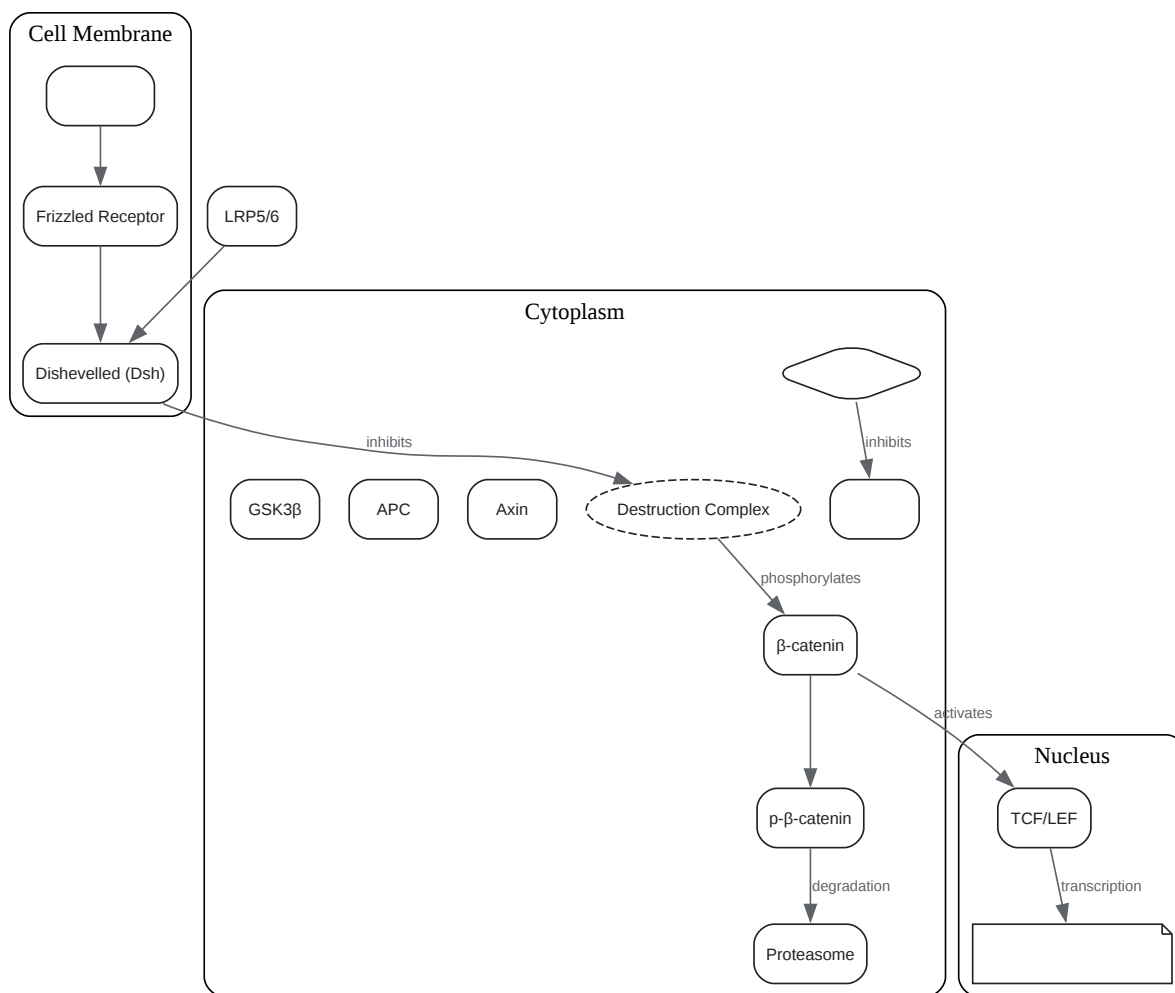 Cell Membrane
Frizzled Receptor
LRP5/6
Cytoplasm
Dishevelled (Dsh)
inhibits
inhibits
GSK3β
APC
Axin
Destruction Complex
phosphorylates
β-catenin
activates
Nucleus
p-β-catenin
TCF/LEF
degradation
transcription
Proteasome